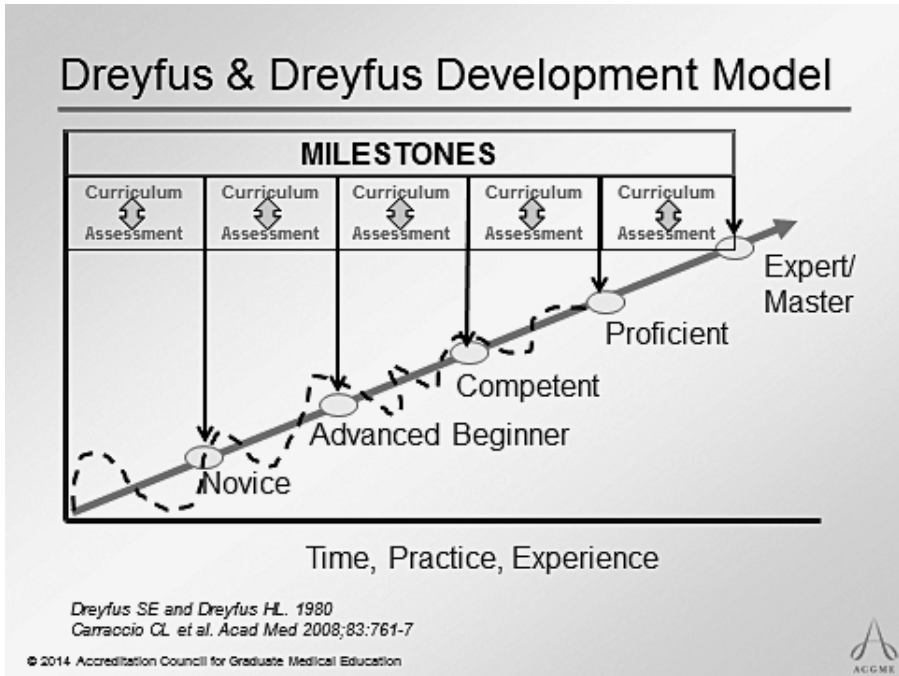 Dreyfus & Dreyfus Development Model
MILESTONES
Curriculum Curriculum Curriculum Curriculum Curriculum
Assessment Assessment Assessment Assessment Assessment
Expert/
Master
Proficient
Competent
Advanced Beginner
Novice
Time, Practice, Experience
Dreyfus SE and Dreyfus HL. 1980
Carraccio CL et al. Acad Med 2008;83:761-7
© 2014 Accreditation Council for Graduate Medical Education
ACGME